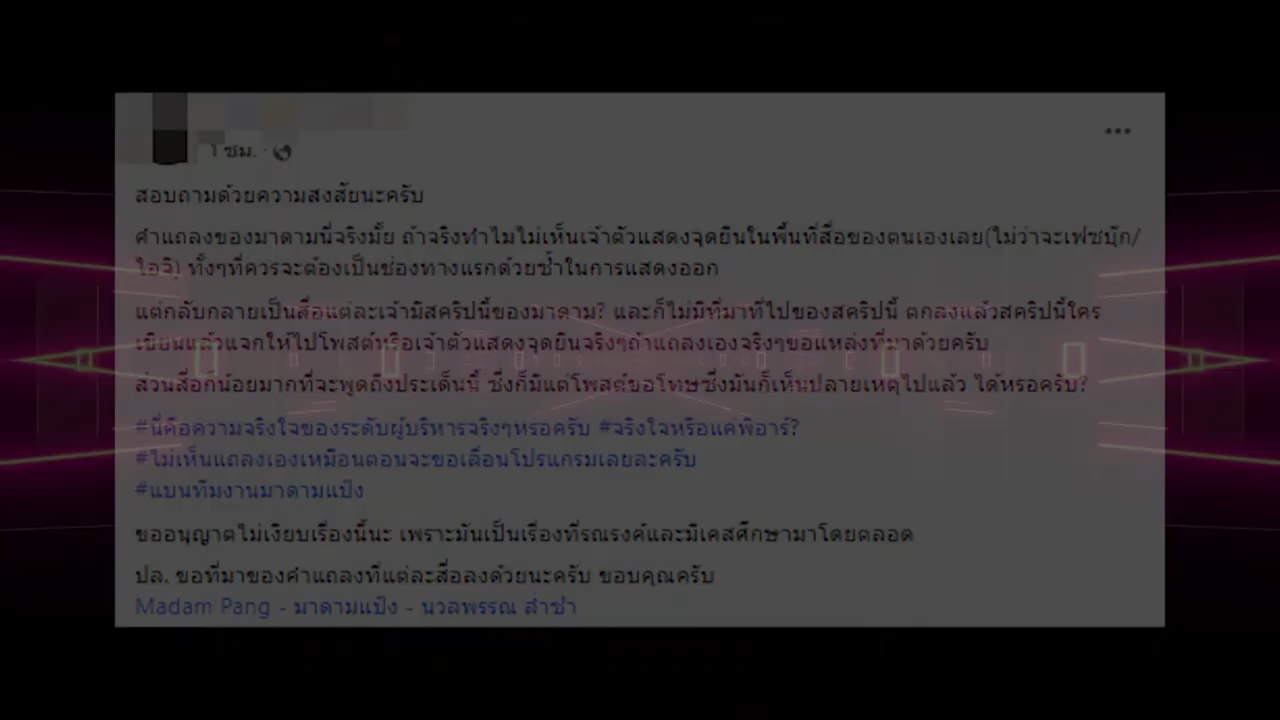 1 ชม. ·
สอบถามด้วยความสงสัยนะครับ
คำแถลงของมาดามนี่จริงมั้ย ถ้าจริงทำไมไม่เห็นเจ้าตัวแสดงจุดยืนในพื้นที่สื่อของตนเองเลย(ไม่ว่าจะเฟซบุ๊ก/
ไอจี) ทั้งๆที่ควรจะต้องเป็นช่องทางแรกด้วยซ้ำในการแสดงออก
แต่กลับกลายเป็นสื่อแต่ละเจ้ามีสคริปนี้ของมาดาม? และก็ไม่มีที่มาที่ไปของสคริปนี้ ตกลงแล้วสคริปนี้ใคร
เขียนแล้วแจกให้ไปโพสต์หรือเจ้าตัวแสดงจุดยืนจริงๆถ้าแถลงเองจริงๆขอแหล่งที่มาด้วยครับ
ส่วนสื่อก็น้อยมากที่จะพูดถึงประเด็นนี้ ซึ่งก็มีแต่โพสต์ขอโทษซึ่งมันก็เห็นปลายเหตุไปแล้ว ได้หรอครับ?
#นี่คือความจริงใจของระดับผู้บริหารจริงๆหรอครับ #จริงใจหรือแค่พีอาร์?
#ไม่เห็นแถลงเองเหมือนตอนจะขอเลื่อนโปรแกรมเลยละครับ
#แบนทีมงานมาดามแป้ง
ขออนุญาตไม่เงียบเรื่องนี้นะ เพราะมันเป็นเรื่องที่รณรงค์และมีเคสศึกษามาโดยตลอด
ปล. ขอที่มาของคำแถลงที่แต่ละสื่อลงด้วยนะครับ ขอบคุณครับ
Madam Pang - มาดามแป้ง - นวลพรรณ ล่ำซำ